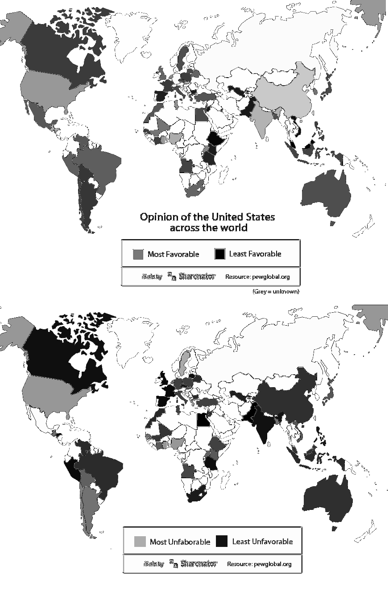 Opinion of the United States
across the world
Most Favorable Least Favorable
Resource: pewglobal.org
(Grey = unknown)
Most Unfaborable Least Unfavorable
Resource: pewglobal.org